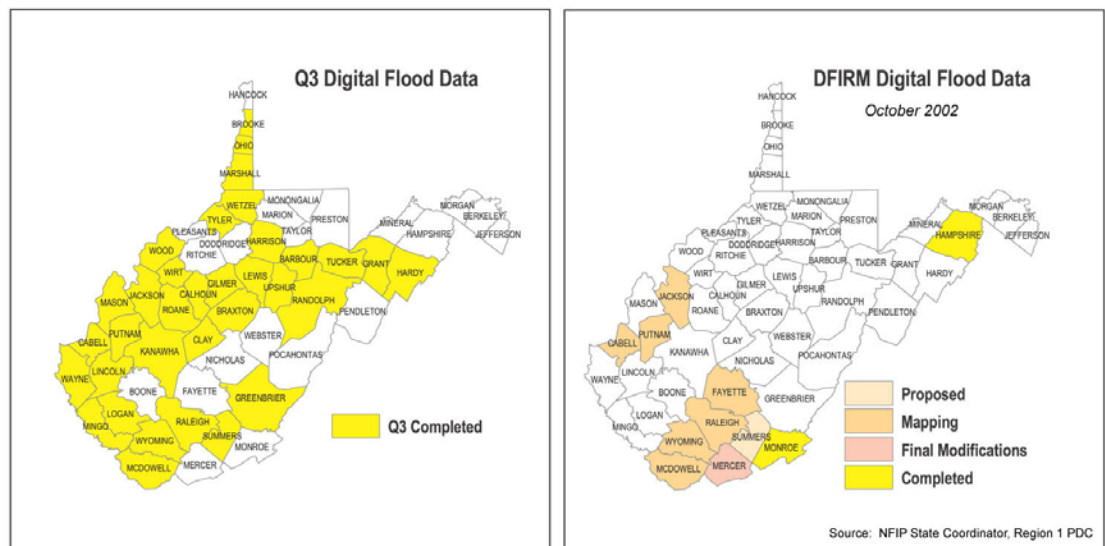 Q3 Digital Flood Data
HANCOCK
BROOKE
OHIO
MARSHALL
WETZEL
MONONGALIA
MARION
PRESTON
TYLER
PLEASANTS
TAYLOR
DODDRIDGE
HARRISON
RITCHIE
WOOD
BARBOUR
TUCKER
GRANT
MINERAL
HAMPSHIRE
MORGAN
BERKELEY
JEFFERSON
HARDY
WIRT
LEWIS
UPSHUR
GILMER
CALHOUN
RANDOLPH
MASON
JACKSON
ROANE
BRAXTON
PENDLETON
WEBSTER
PUTNAM
CABELL
CLAY
KANAWHA
NICHOLAS
POCAHONTAS
WAYNE
LINCOLN
BOONE
FAYETTE
GREENBRIER
LOGAN
MINGO
RALEIGH
SUMMERS
WYOMING
MONROE
MCDOWELL
MERCER
Q3 Completed
DFIRM Digital Flood Data
October 2002
HANCOCK
BROOKE
OHIO
MARSHALL
WETZEL
MONONGALIA
MARION
PRESTON
TYLER
PLEASANTS
TAYLOR
DODDRIDGE
HARRISON
RITCHIE
WOOD
BARBOUR
TUCKER
GRANT
MINERAL
HAMPSHIRE
MORGAN
BERKELEY
JEFFERSON
HARDY
WIRT
LEWIS
UPSHUR
GILMER
CALHOUN
RANDOLPH
MASON
JACKSON
ROANE
BRAXTON
PENDLETON
WEBSTER
PUTNAM
CABELL
CLAY
KANAWHA
NICHOLAS
POCAHONTAS
WAYNE
LINCOLN
BOONE
FAYETTE
GREENBRIER
LOGAN
MINGO
RALEIGH
SUMMERS
WYOMING
MONROE
MCDOWELL
MERCER
Proposed
Mapping
Final Modifications
Completed
Source: NFIP State Coordinator, Region 1 PDC